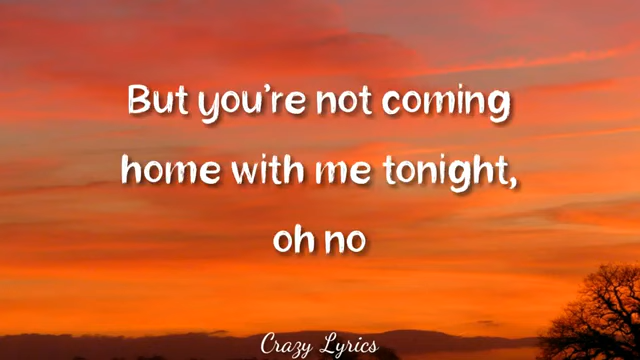 But you're not coming
home with me tonight,
oh no
Crazy Lyrics